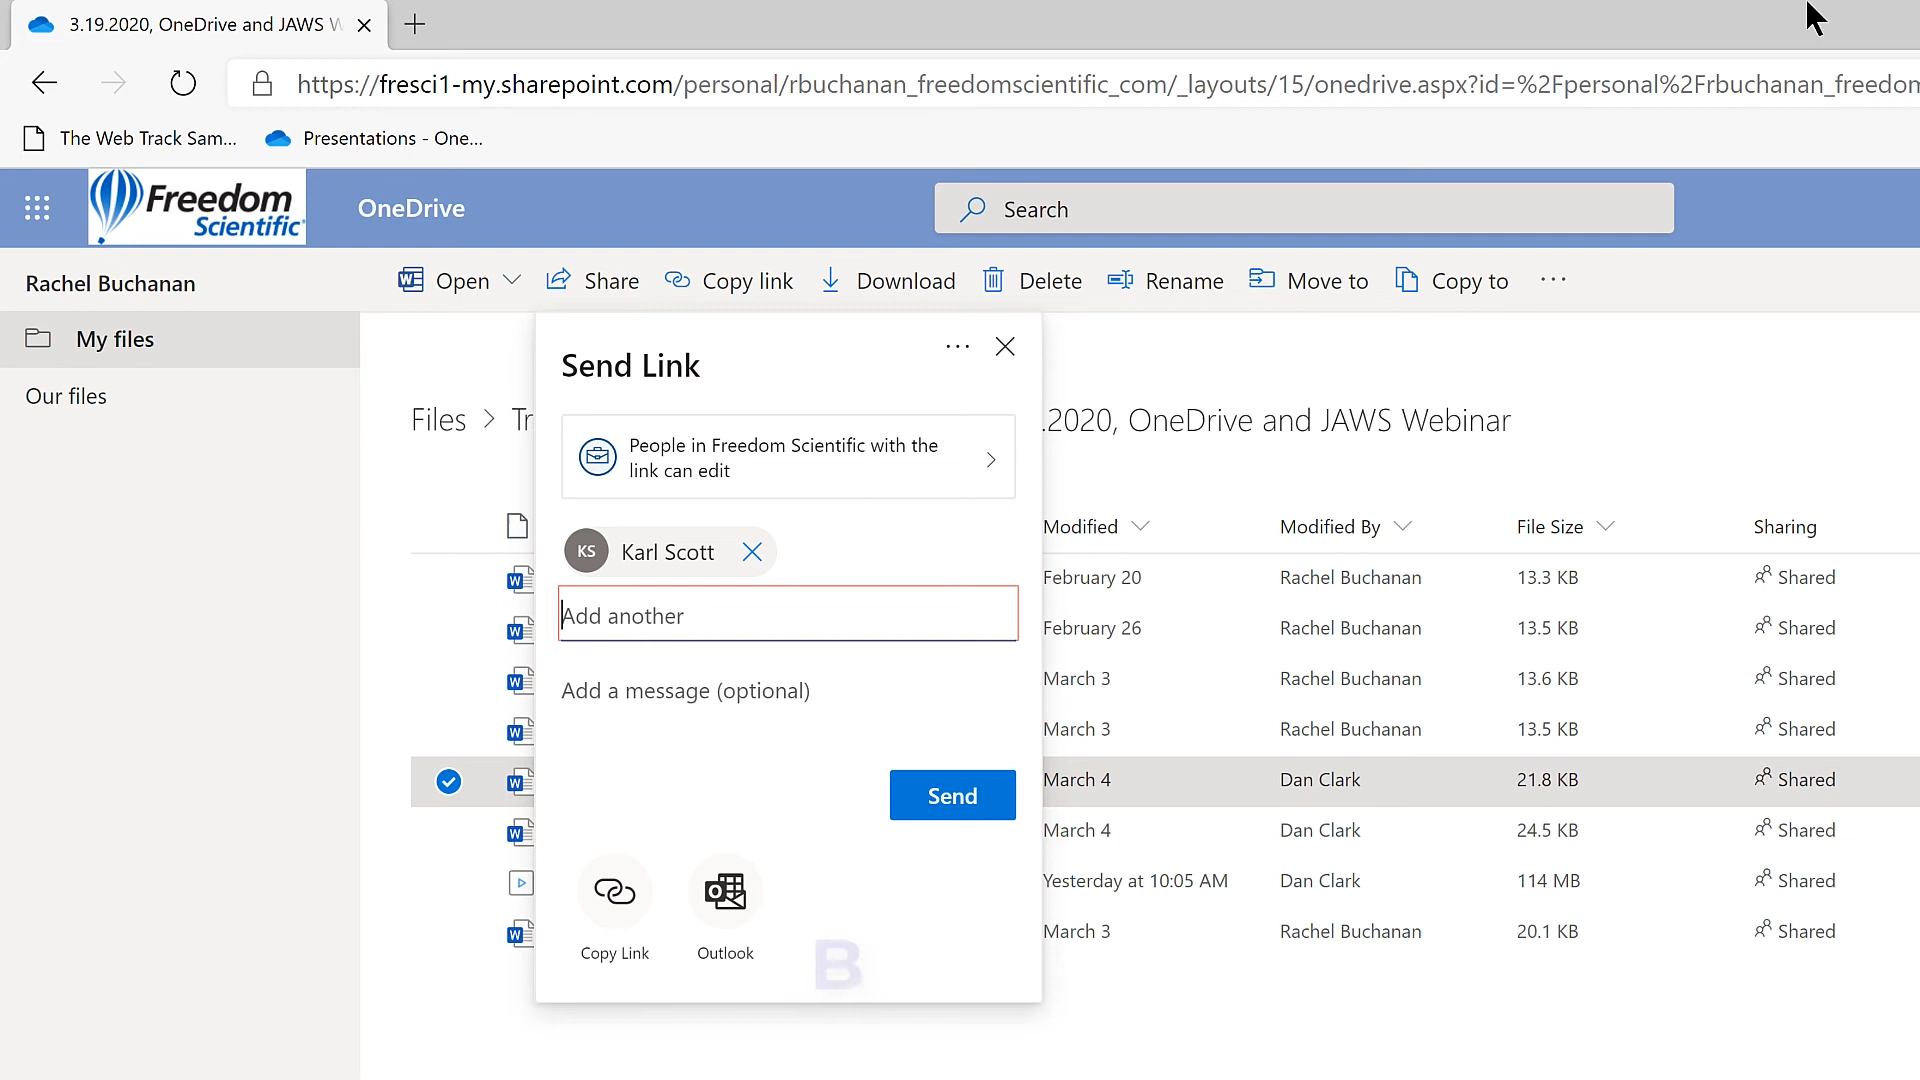 3.19.2020, OneDrive and JAWS W
https://fresci1-my.sharepoint.com/personal/rbuchanan_freedomscientific_com/_layouts/15/onedrive.aspx?id=%2Fpersonal%2Frbuchanan_freedom
The Web Track Sam...
Presentations - One...
Freedom
Scientific
OneDrive
Search
Rachel Buchanan
Open
Share
Copy link
Download
Delete
Rename
Move to
Copy to
My files
Our files
Files > Tr
.2020, OneDrive and JAWS Webinar
Send Link
People in Freedom Scientific with the
link can edit
KS Karl Scott
Add another
Add a message (optional)
Send
Copy Link
Outlook
B
Modified Modified By File Size Sharing
February 20 Rachel Buchanan 13.3 KB Shared
February 26 Rachel Buchanan 13.5 KB Shared
March 3 Rachel Buchanan 13.6 KB Shared
March 3 Rachel Buchanan 13.5 KB Shared
March 4 Dan Clark 21.8 KB Shared
March 4 Dan Clark 24.5 KB Shared
Yesterday at 10:05 AM Dan Clark 114 MB Shared
March 3 Rachel Buchanan 20.1 KB Shared